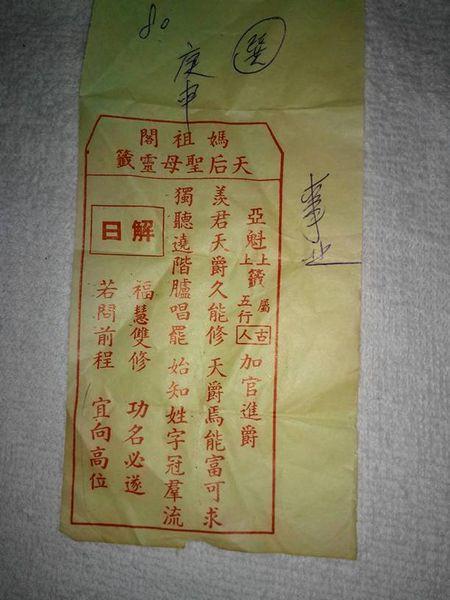 80
庚申
巽
事业
媽祖閣
天后聖母靈籤
亞魁 上上籤 屬五行 古人 加官進爵
羨君天爵久能修 天爵焉能富可求
獨聽遶階臚唱罷 始知姓字冠羣流
解曰
福慧雙修 功名必遂
若問前程 宜向高位